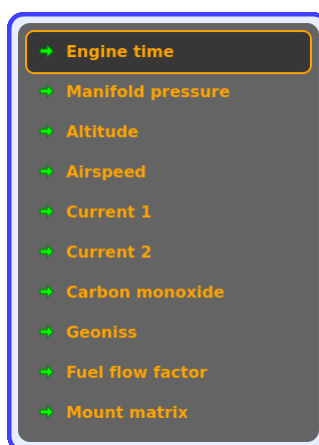 Engine time
Manifold pressure
Altitude
Airspeed
Current 1
Current 2
Carbon monoxide
Geoniss
Fuel flow factor
Mount matrix